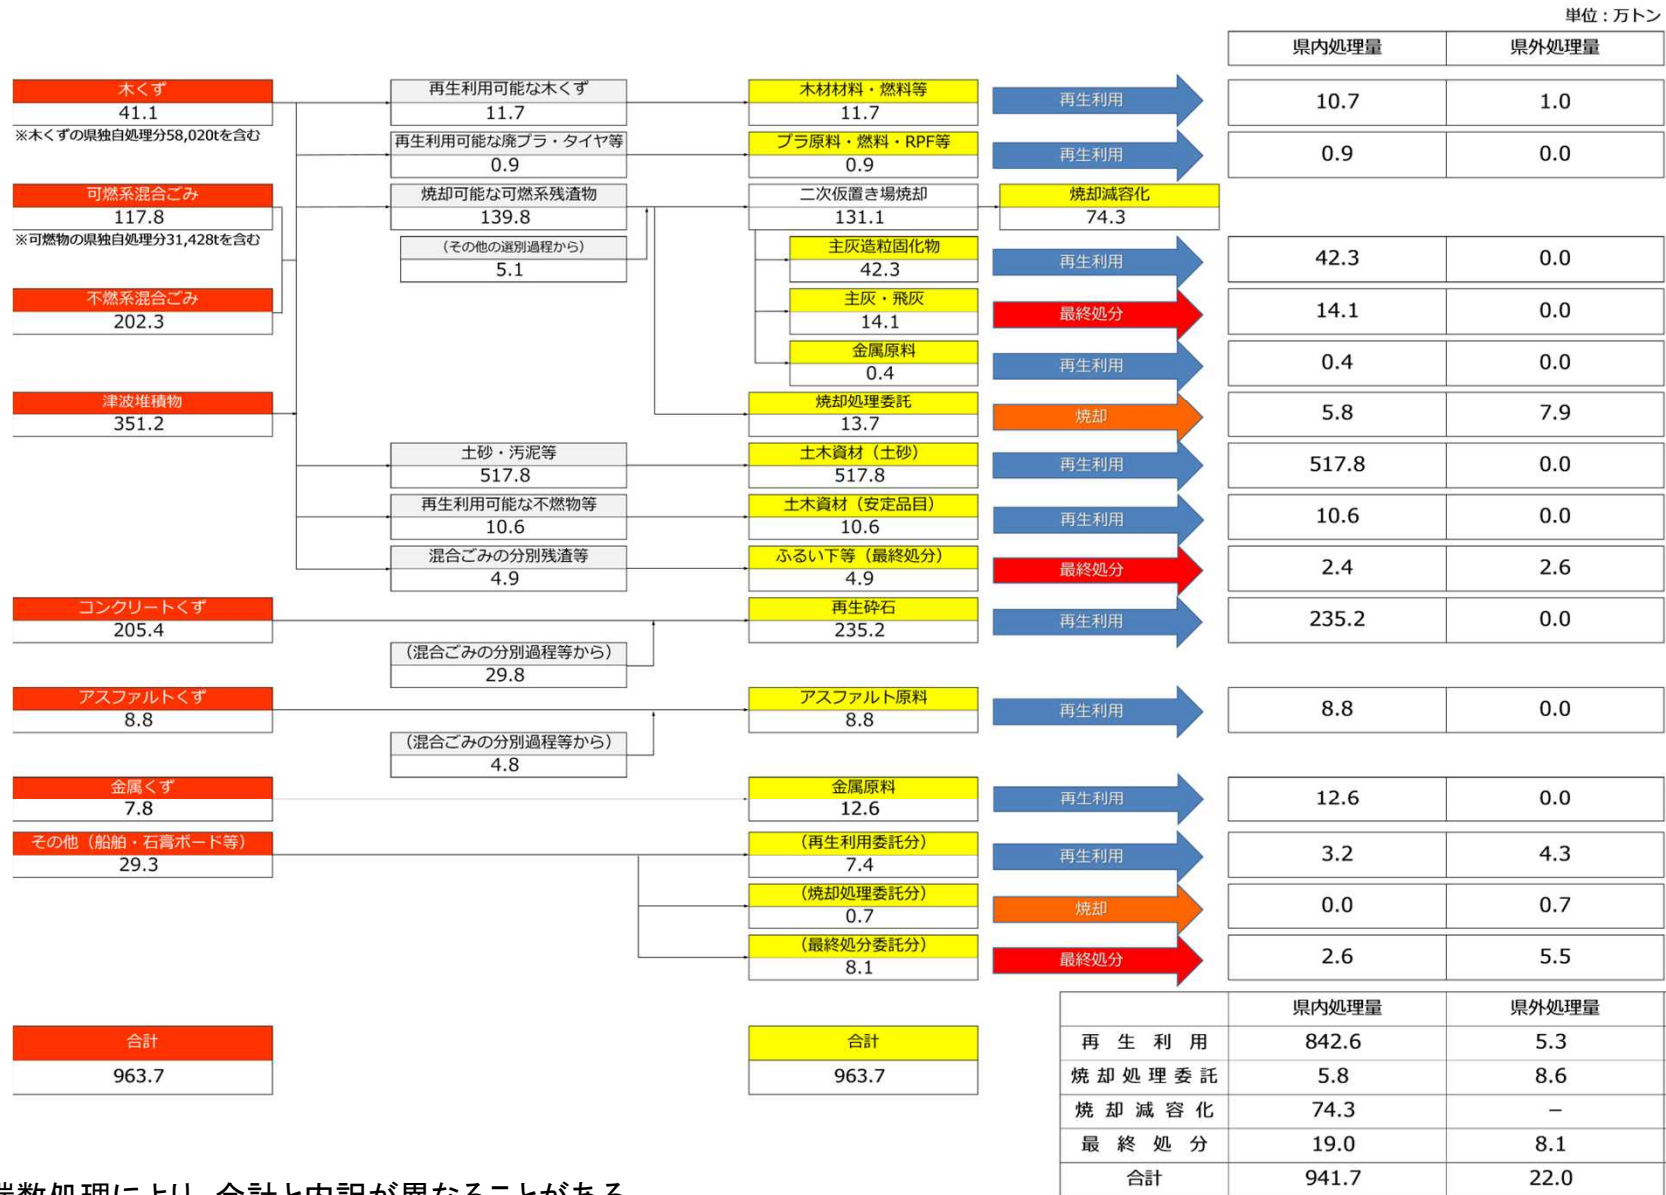 単位：万トン
県内処理量 県外処理量
木くず 再生利用可能な木くず 木材材料・燃料等 再生利用 10.7 1.0
41.1 11.7 11.7
※木くずの県独自処理分58,020tを含む
再生利用可能な廃プラ・タイヤ等 プラ原料・燃料・RPF等 再生利用 0.9 0.0
0.9 0.9
可燃系混合ごみ 焼却可能な可燃系残渣物 二次仮置き場焼却 焼却減容化
117.8 139.8 131.1 74.3
※可燃物の県独自処理分31,428tを含む
（その他の選別過程から） 主灰造粒固化物 再生利用 42.3 0.0
5.1 42.3
不燃系混合ごみ 主灰・飛灰 最終処分 14.1 0.0
202.3 14.1
金属原料 再生利用 0.4 0.0
0.4
津波堆積物 焼却処理委託 焼却 5.8 7.9
351.2 13.7
土砂・汚泥等 土木資材（土砂） 再生利用 517.8 0.0
517.8 517.8
再生利用可能な不燃物等 土木資材（安定品目） 再生利用 10.6 0.0
10.6 10.6
混合ごみの分別残渣等 ふるい下等（最終処分） 最終処分 2.4 2.6
4.9 4.9
コンクリートくず 再生砕石 再生利用 235.2 0.0
205.4 235.2
（混合ごみの分別過程等から）
29.8
アスファルトくず アスファルト原料 再生利用 8.8 0.0
8.8 8.8
（混合ごみの分別過程等から）
4.8
金属くず 金属原料 再生利用 12.6 0.0
7.8 12.6
その他（船舶・石膏ボード等） （再生利用委託分） 再生利用 3.2 4.3
29.3 7.4
（焼却処理委託分） 焼却 0.0 0.7
0.7
（最終処分委託分） 最終処分 2.6 5.5
8.1
県内処理量 県外処理量
合計 合計 再生利用 842.6 5.3
963.7 963.7 焼却処理委託 5.8 8.6
焼却減容化 74.3 －
最終処分 19.0 8.1
合計 941.7 22.0
端数処理により、合計と内訳が異なることがある